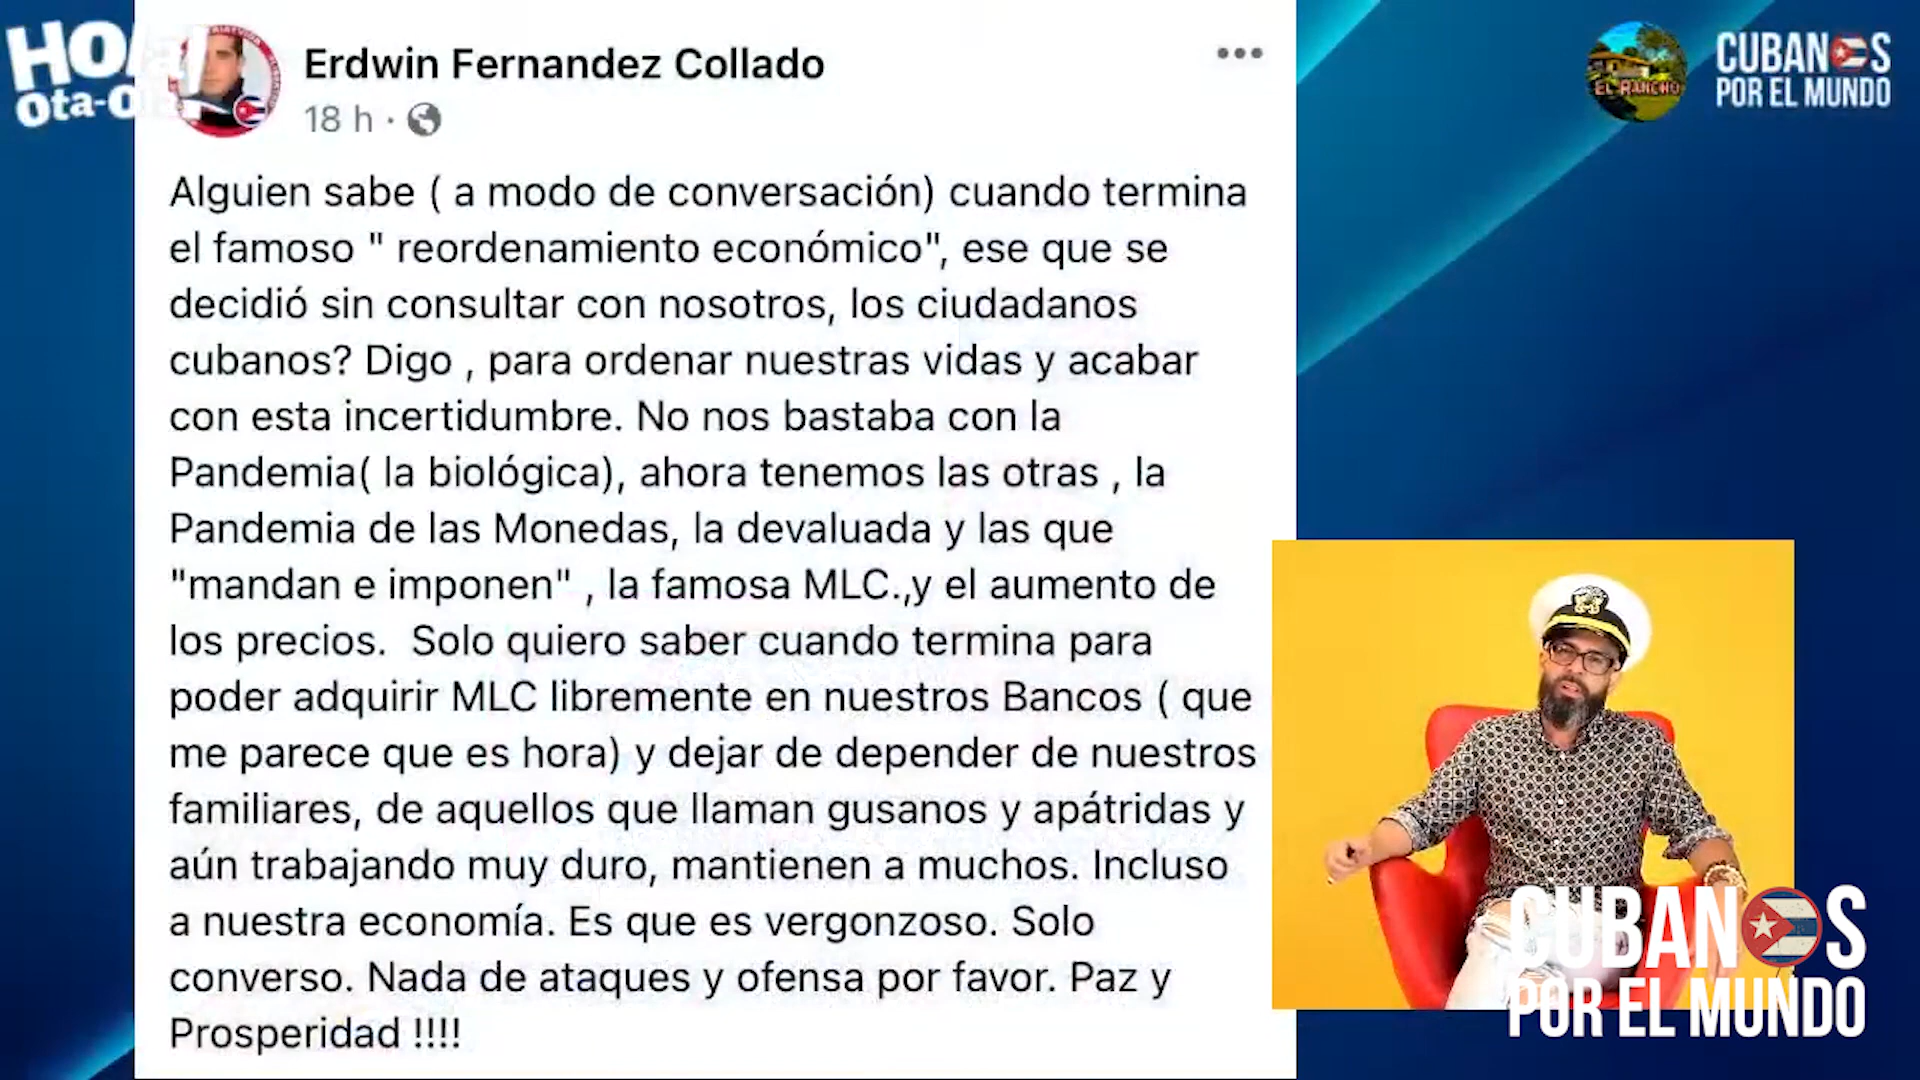 Hola!
Ota-Ola
Erdwin Fernandez Collado
18 h ·
Alguien sabe ( a modo de conversación) cuando termina
el famoso " reordenamiento económico", ese que se
decidió sin consultar con nosotros, los ciudadanos
cubanos? Digo , para ordenar nuestras vidas y acabar
con esta incertidumbre. No nos bastaba con la
Pandemia( la biológica), ahora tenemos las otras , la
Pandemia de las Monedas, la devaluada y las que
"mandan e imponen" , la famosa MLC.,y el aumento de
los precios.  Solo quiero saber cuando termina para
poder adquirir MLC libremente en nuestros Bancos ( que
me parece que es hora) y dejar de depender de nuestros
familiares, de aquellos que llaman gusanos y apátridas y
aún trabajando muy duro, mantienen a muchos. Incluso
a nuestra economía. Es que es vergonzoso. Solo
converso. Nada de ataques y ofensa por favor. Paz y
Prosperidad !!!!
EL RANCHO
CUBANOS
POR EL MUNDO
CUBANOS
POR EL MUNDO